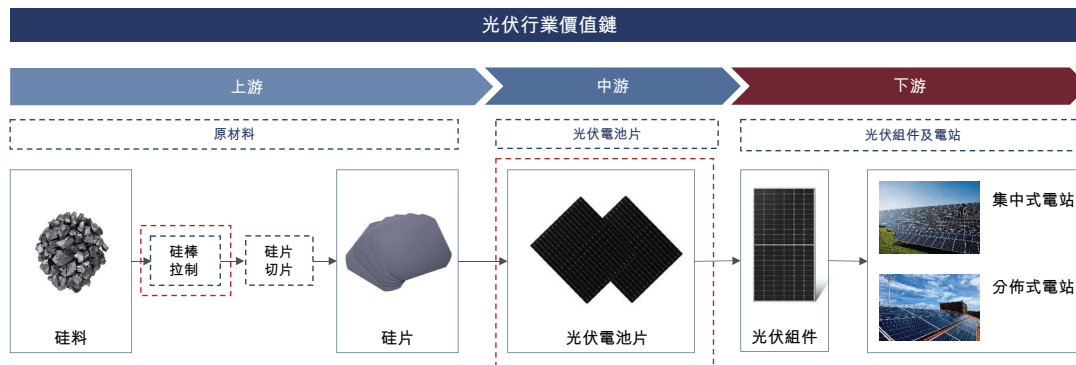 光伏行業價值鏈
上游
中游
下游
原材料
光伏電池片
光伏組件及電站
硅料
硅棒
拉制
硅片
切片
硅片
光伏電池片
光伏組件
集中式電站
分佈式電站